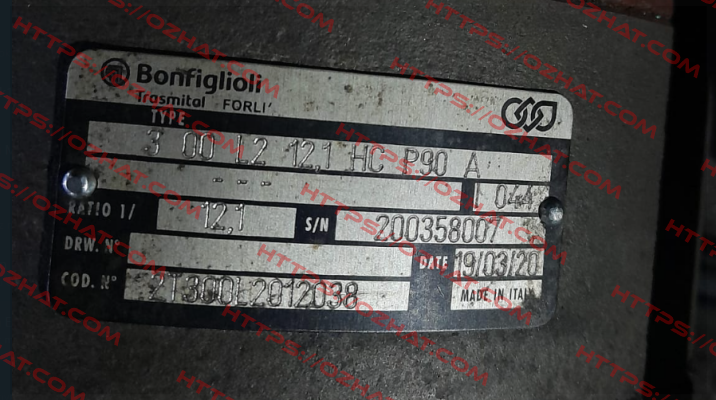 Bonfiglioli
Trasmital FORLI'
TYPE
3 00 L2 12,1 HC P90 A
--- L 044
RATIO 1/ 12,1 S/N 200358007
DRW. N° DATE 19/03/20
COD. N° 2T300L2012038 MADE IN ITALY
HTTPS://OZHAT.COM